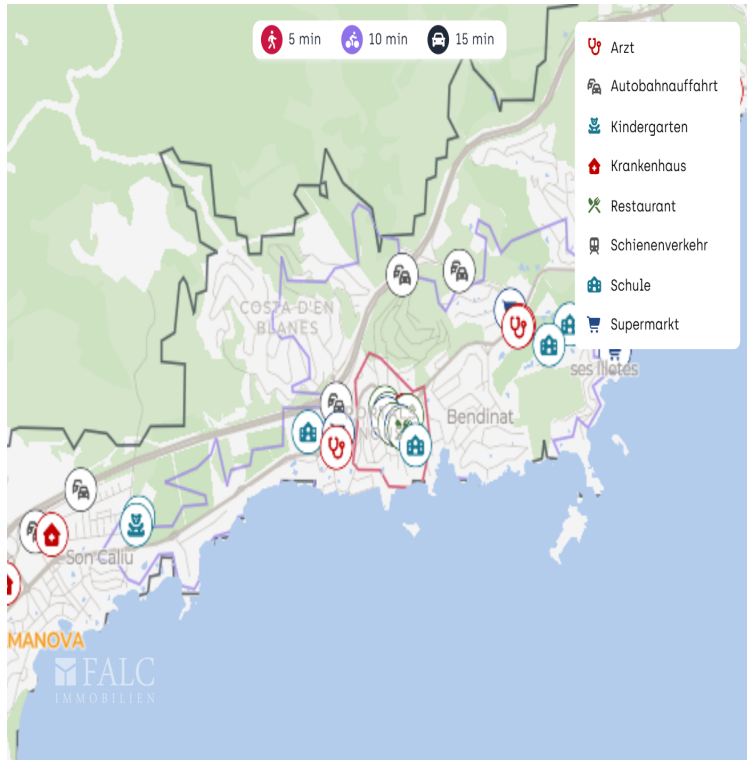 5 min
10 min
15 min
Arzt
Autobahnauffahrt
Kindergarten
Krankenhaus
Restaurant
Schienenverkehr
Schule
Supermarkt
COSTA D'EN
BLANES
ses Illetes
Bendinat
Son Caliu
MANOVA
FALC
IMMOBILIEN